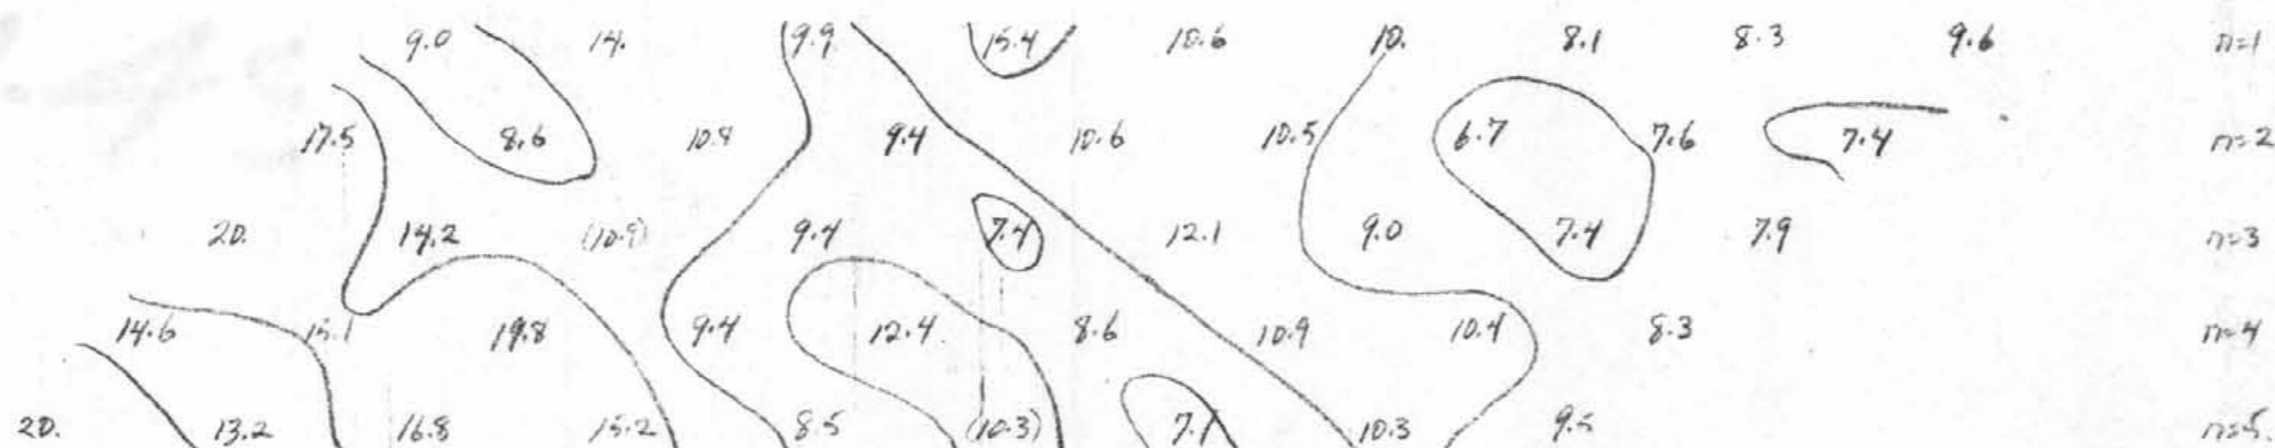 9.0 14. 9.9 15.4 10.6 10. 8.1 8.3 9.6 n=1
17.5 8.6 10.9 9.4 10.6 10.5 6.7 7.6 7.4 n=2
20. 14.2 (10.9) 9.4 7.4 12.1 9.0 7.4 7.9 n=3
14.6 15.1 19.8 9.4 12.4 8.6 10.9 10.4 8.3 n=4
20. 13.2 16.8 15.2 8.5 (10.3) 7.1 10.3 n=5